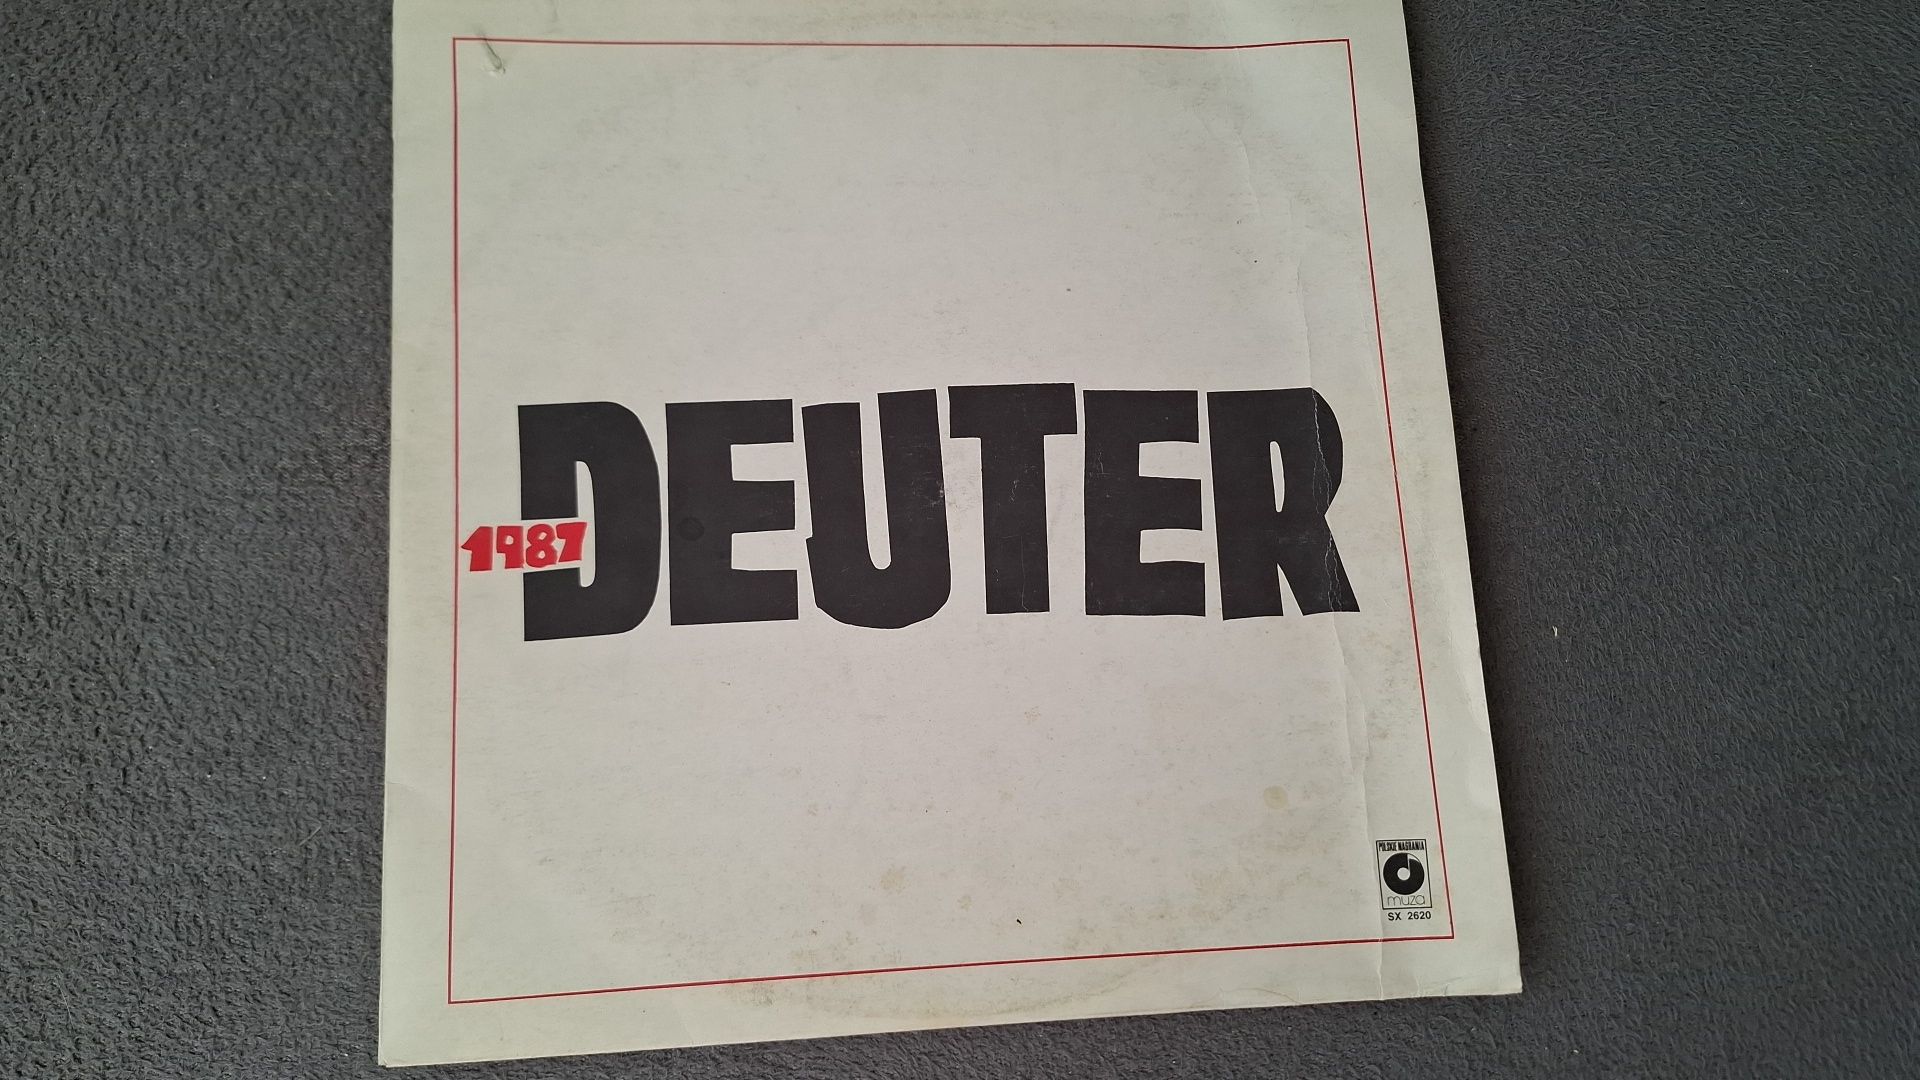 1987
DEUTER
POLSKIE NAGRANIA
muza
SX 2620